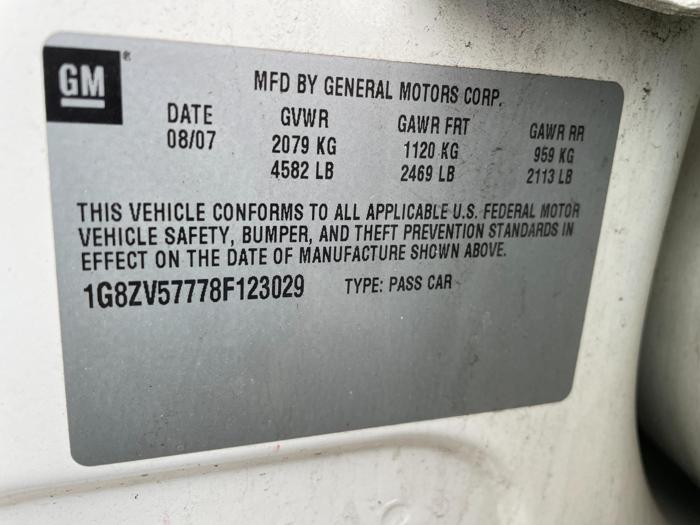 GM®
MFD BY GENERAL MOTORS CORP.
DATE GVWR GAWR FRT GAWR RR
08/07 2079 KG 1120 KG 959 KG
4582 LB 2469 LB 2113 LB
THIS VEHICLE CONFORMS TO ALL APPLICABLE U.S. FEDERAL MOTOR
VEHICLE SAFETY, BUMPER, AND THEFT PREVENTION STANDARDS IN
EFFECT ON THE DATE OF MANUFACTURE SHOWN ABOVE.
1G8ZV57778F123029 TYPE: PASS CAR